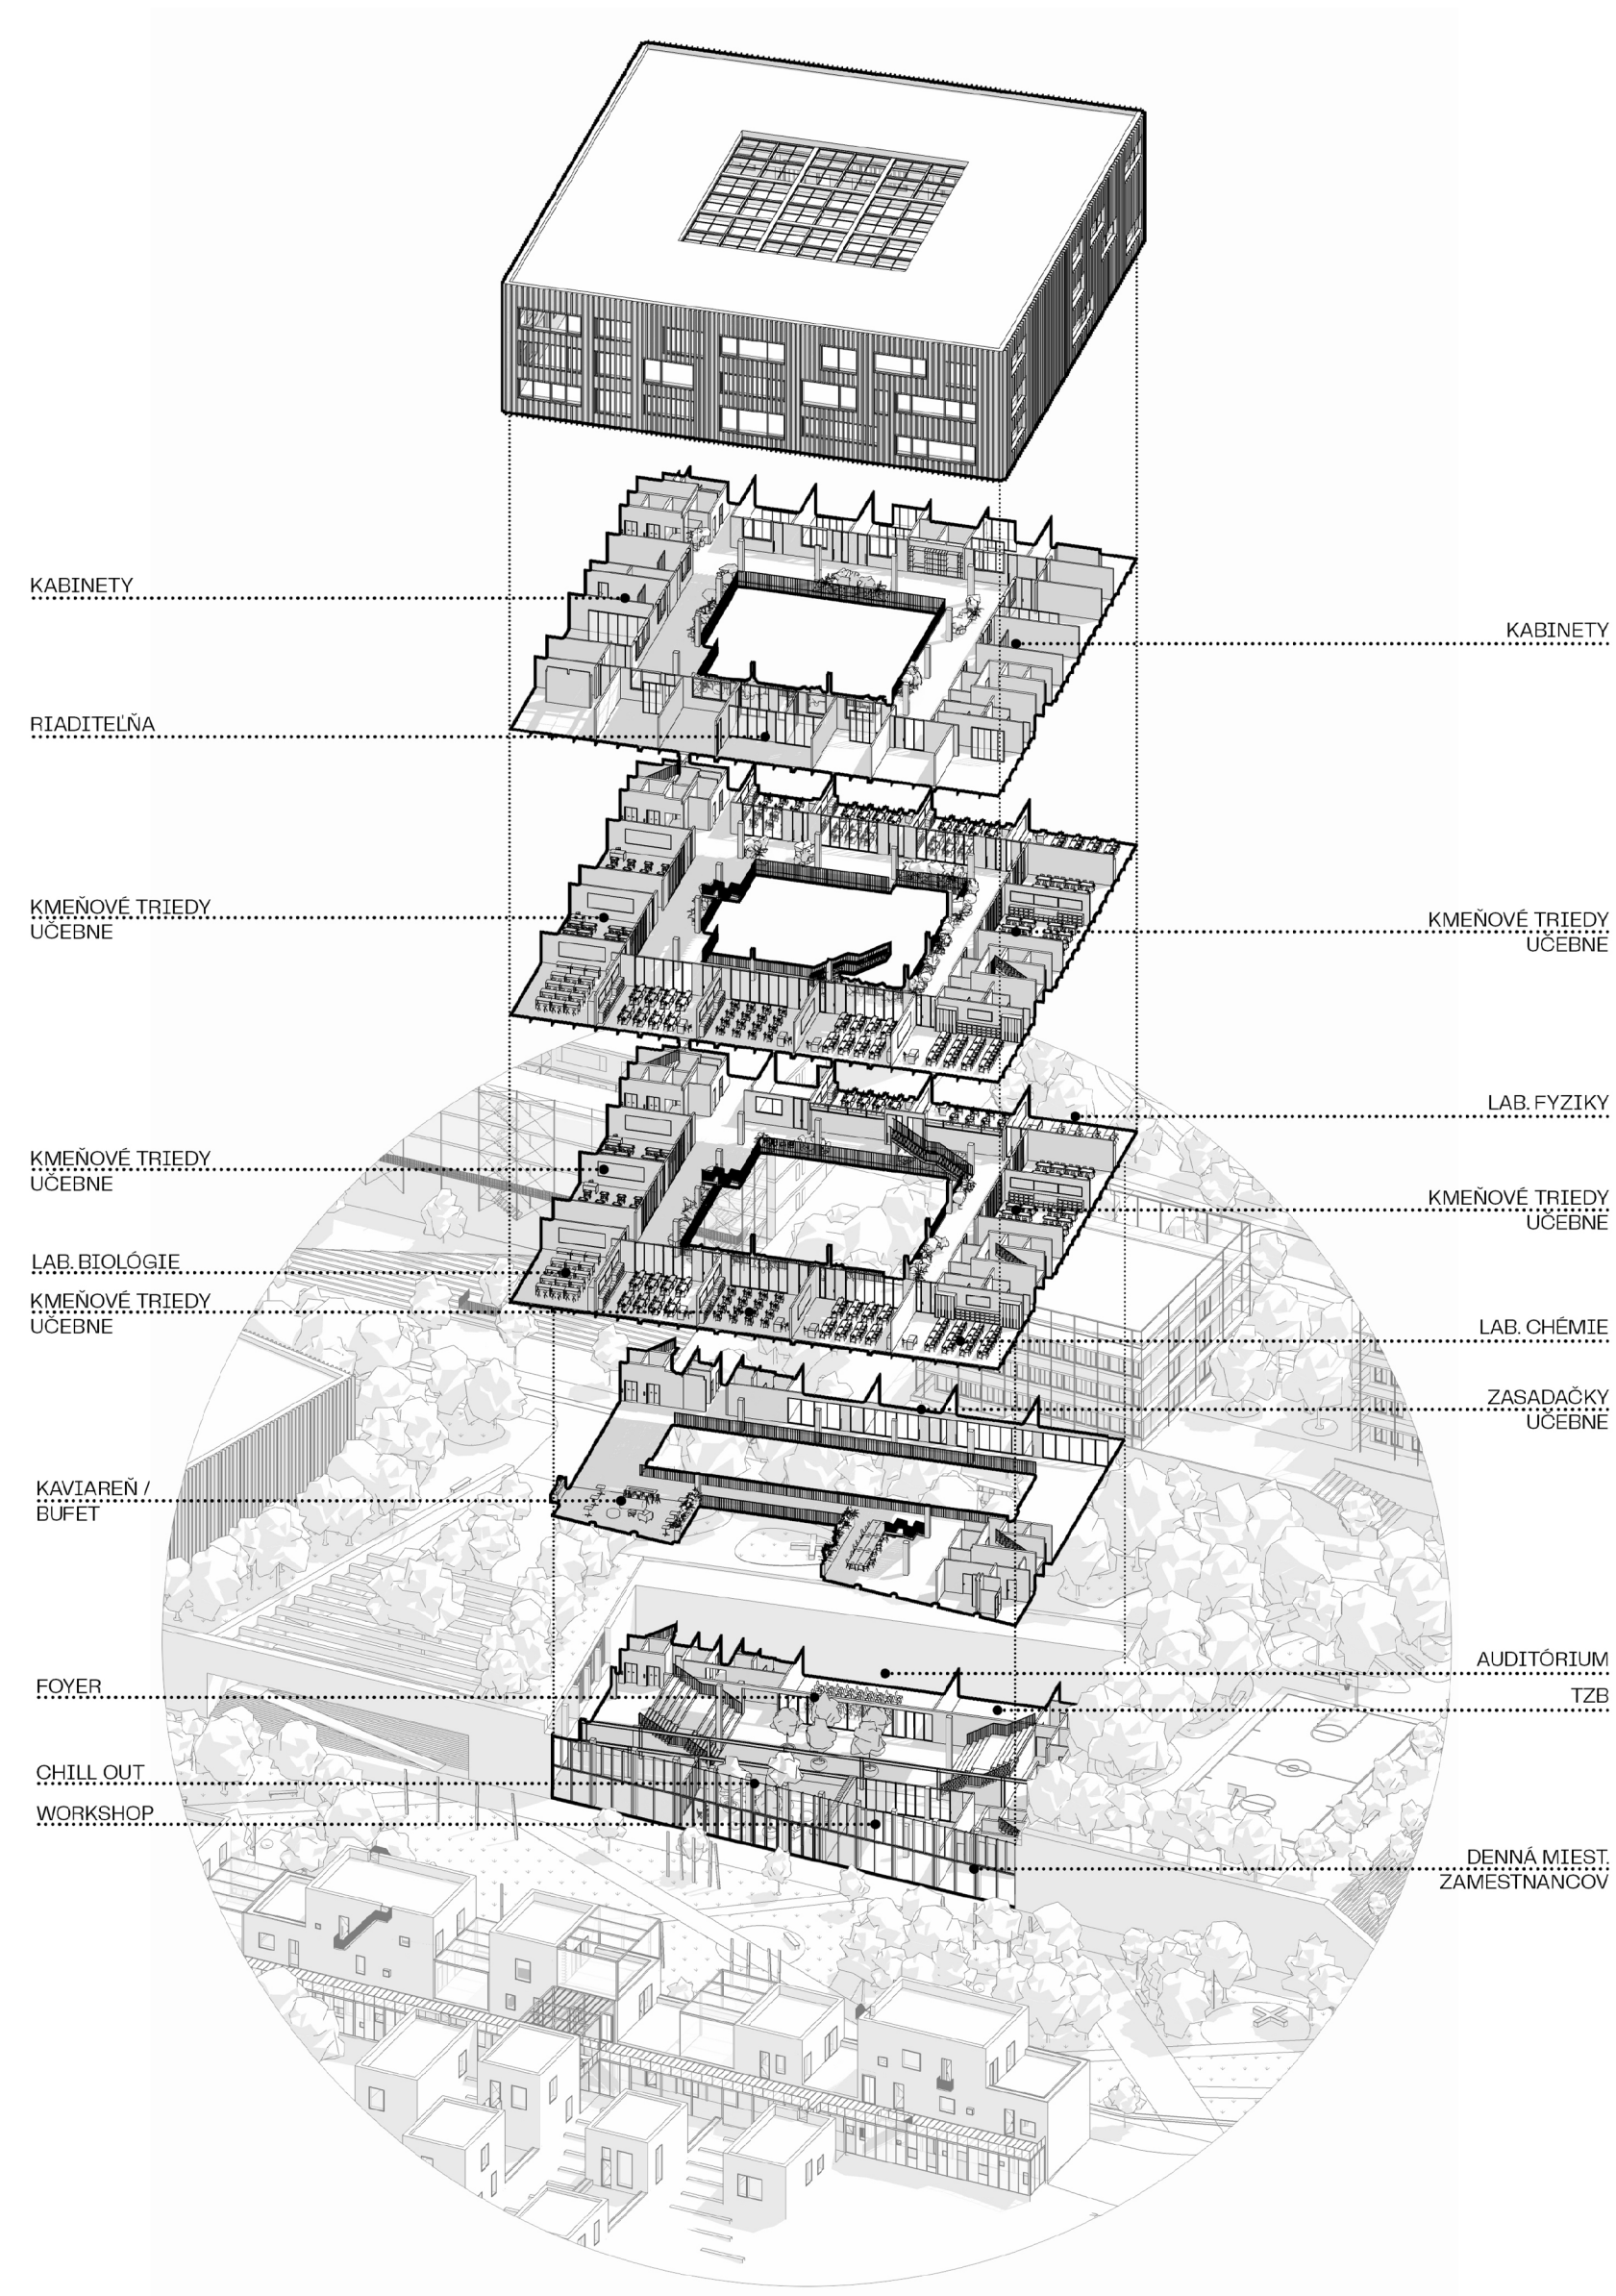 KABINETY
KABINETY
RIADITEĽŇA
KMEŇOVÉ TRIEDY
UČEBNE
KMEŇOVÉ TRIEDY
UČEBNE
LAB. FYZIKY
KMEŇOVÉ TRIEDY
UČEBNE
KMEŇOVÉ TRIEDY
UČEBNE
LAB. BIOLÓGIE
KMEŇOVÉ TRIEDY
UČEBNE
LAB. CHÉMIE
ZASADAČKY
UČEBNE
KAVIAREŇ /
BUFET
AUDITÓRIUM
FOYER
TZB
CHILL OUT
WORKSHOP
DENNÁ MIEST.
ZAMESTNANCOV